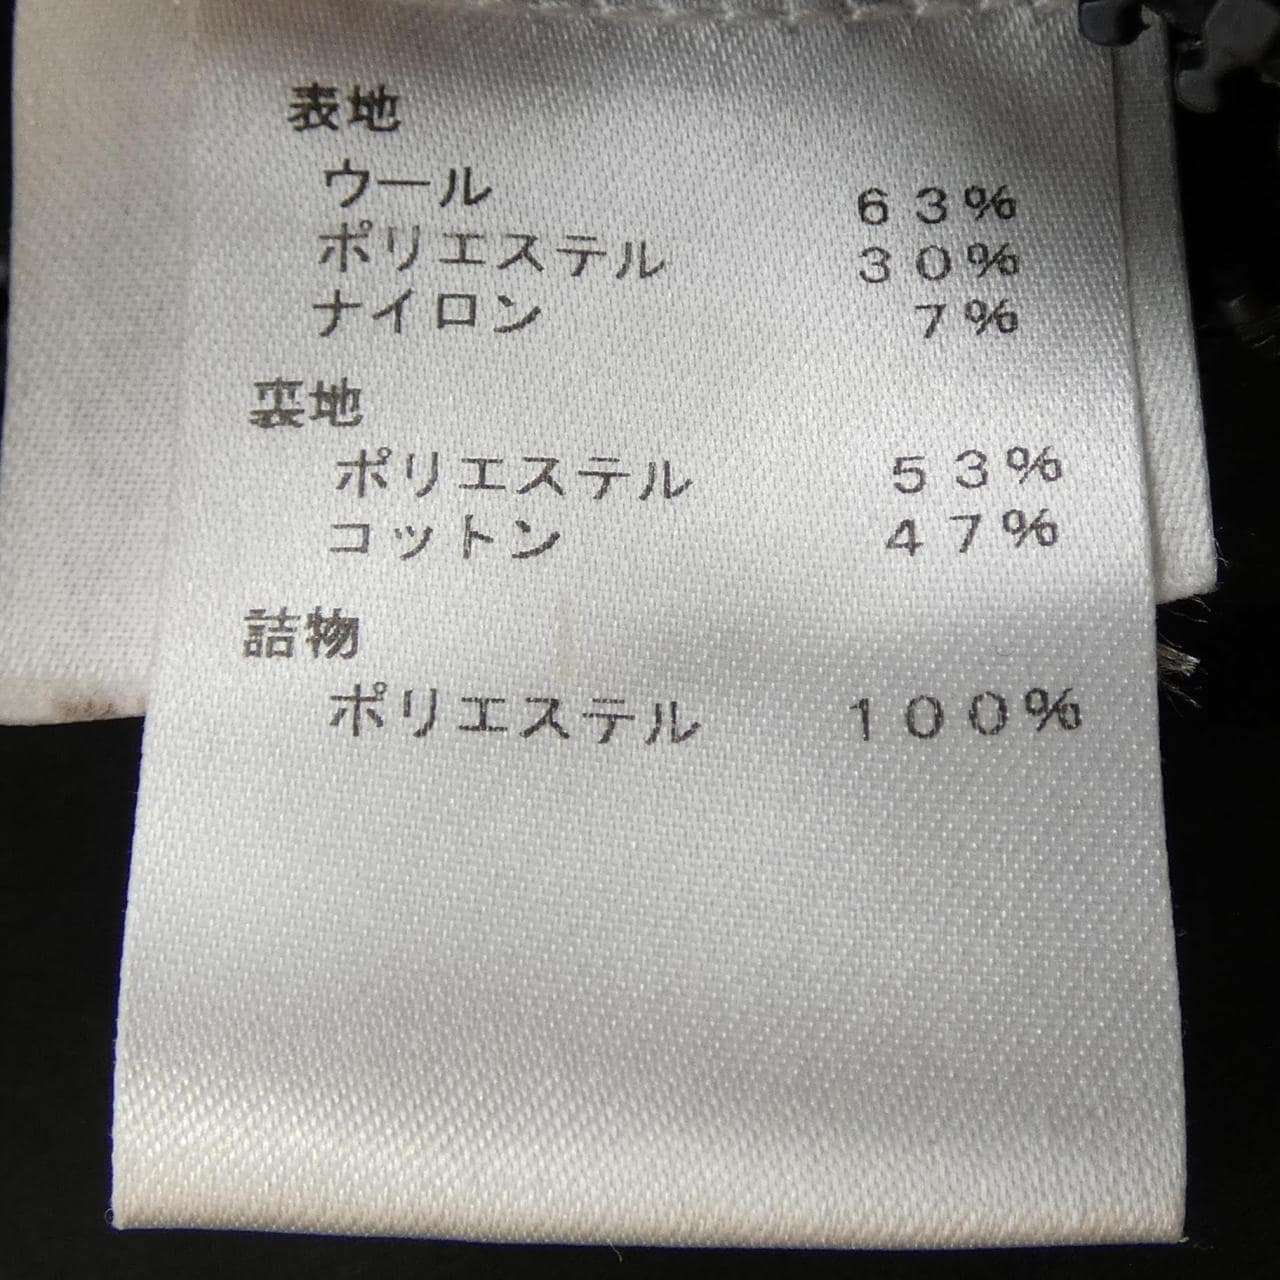 表地
ウール 63%
ポリエステル 30%
ナイロン 7%
裏地
ポリエステル 53%
コットン 47%
詰物
ポリエステル 100%